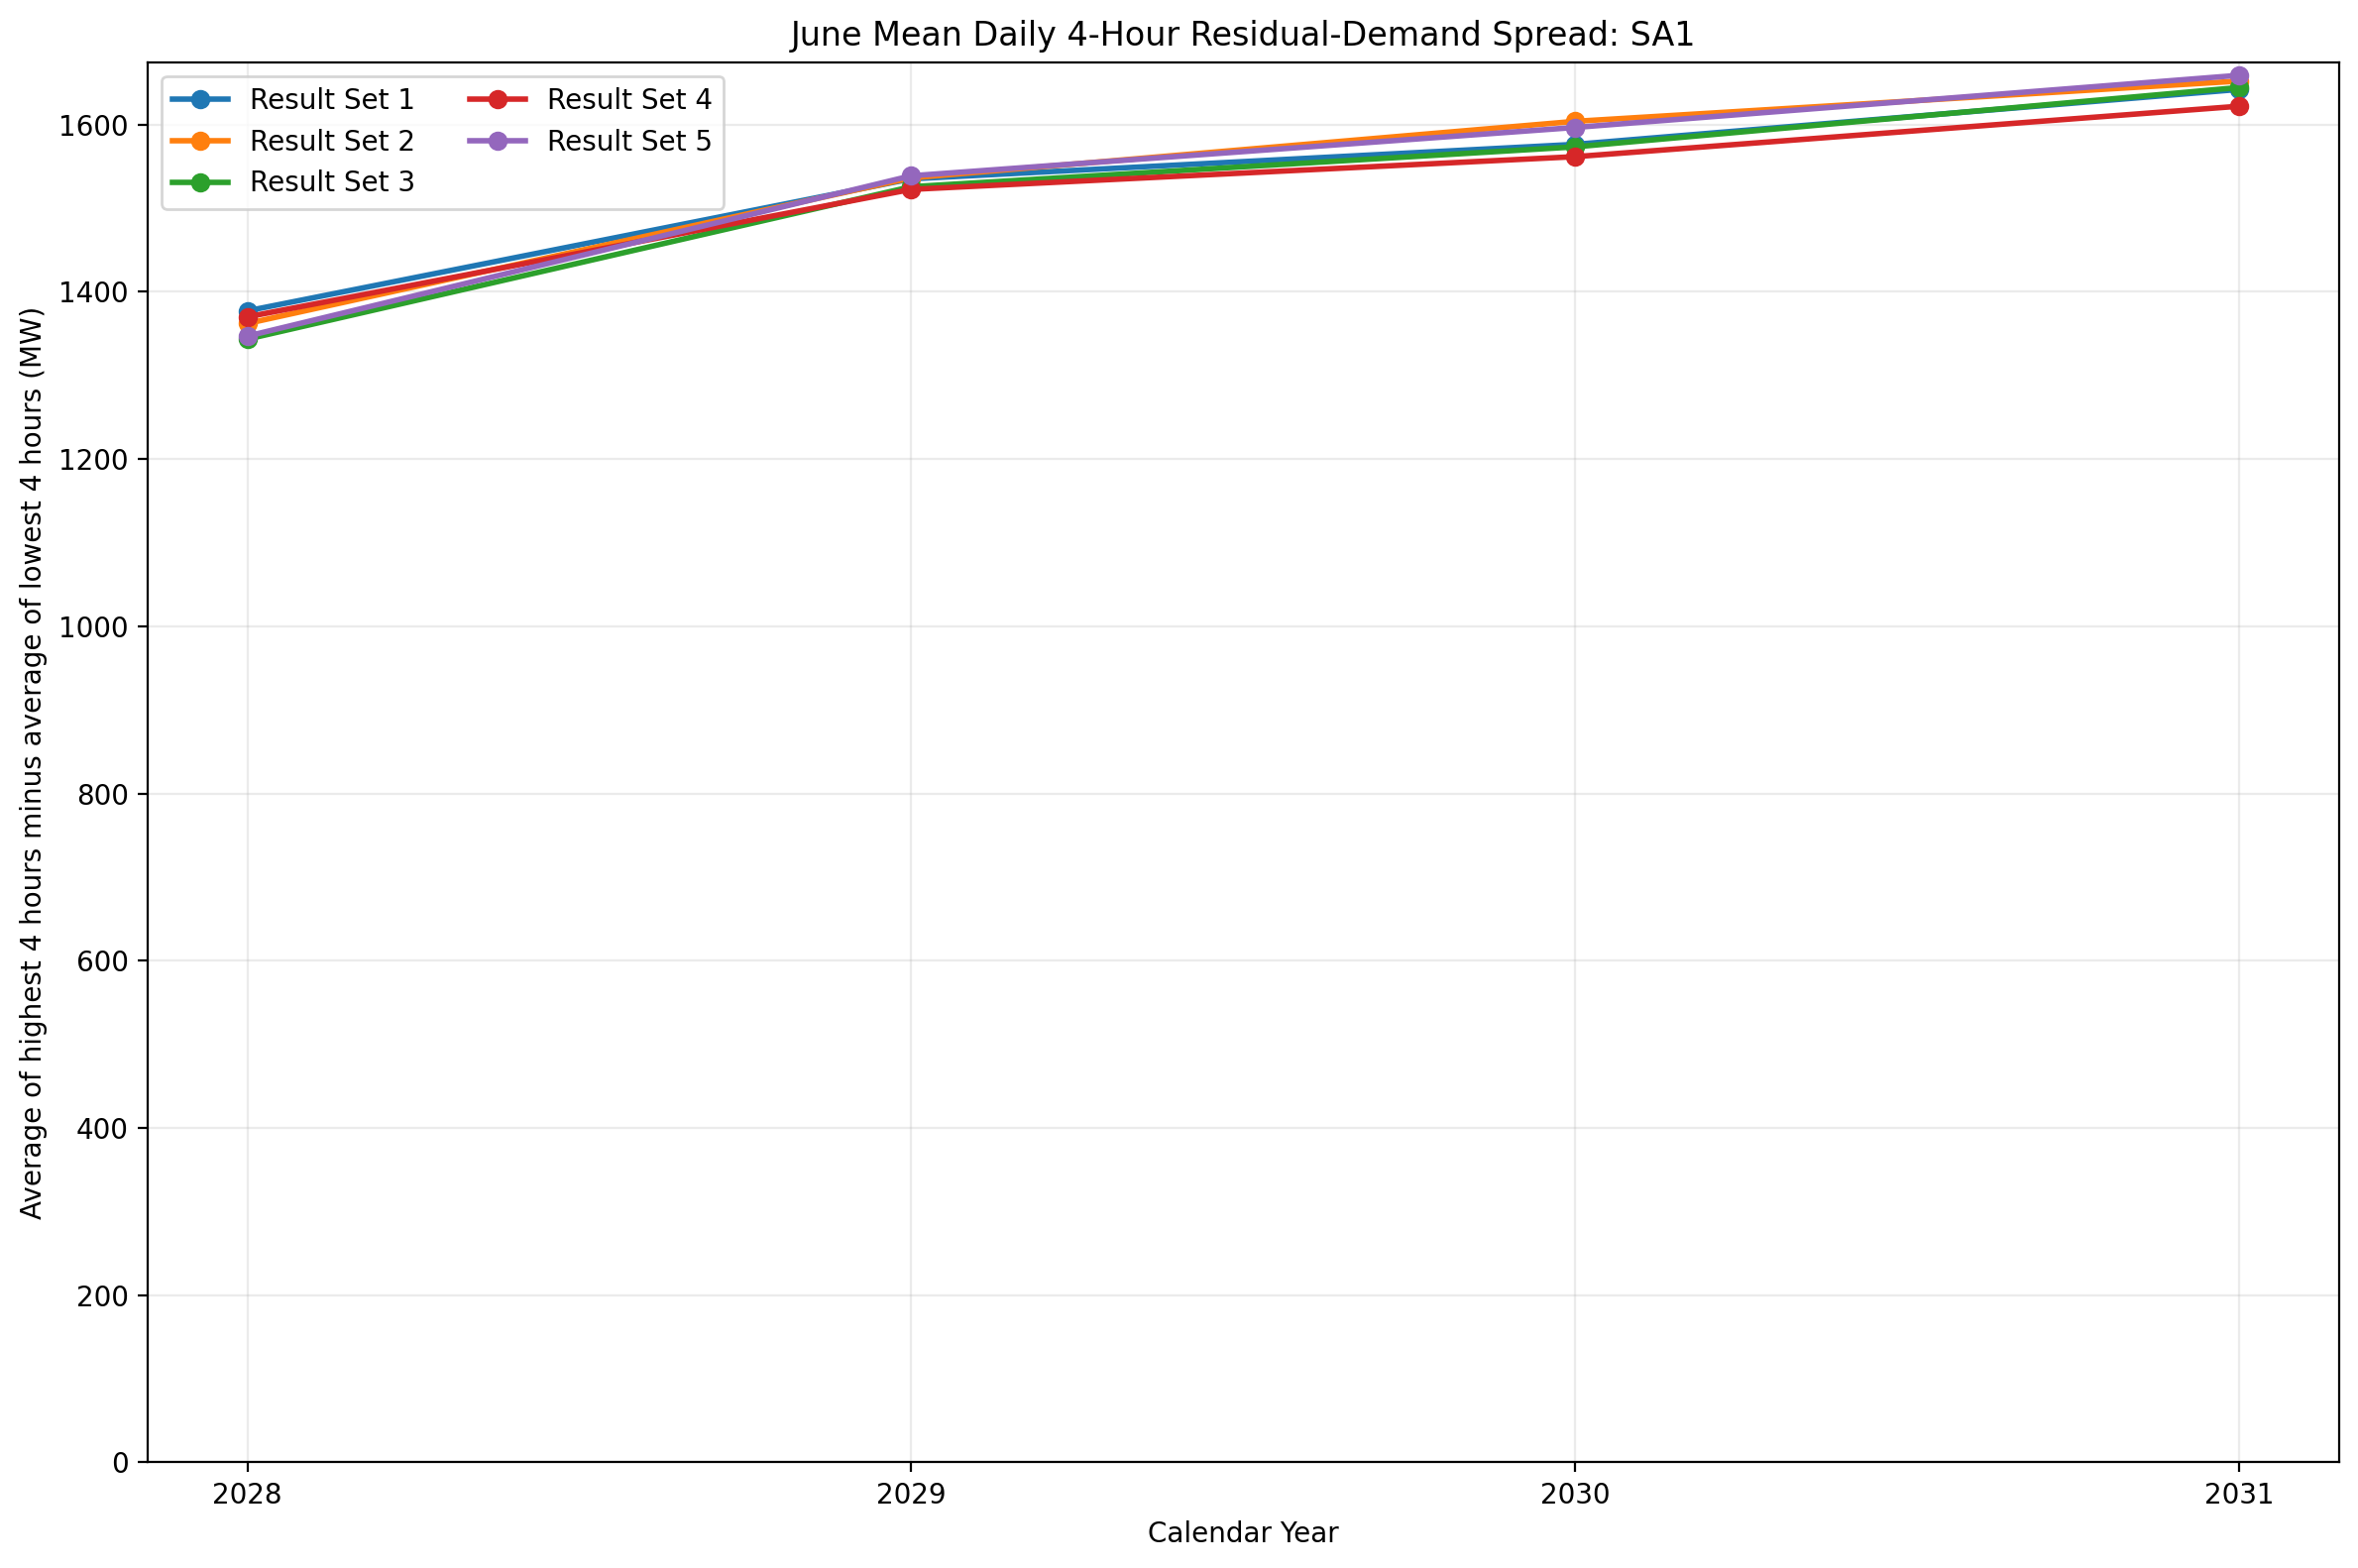 June Mean Daily 4-Hour Residual-Demand Spread: SA1
Result Set 1
Result Set 2
Result Set 3
Result Set 4
Result Set 5
Average of highest 4 hours minus average of lowest 4 hours (MW)
1600
1400
1200
1000
800
600
400
200
0
2028
2029
2030
2031
Calendar Year